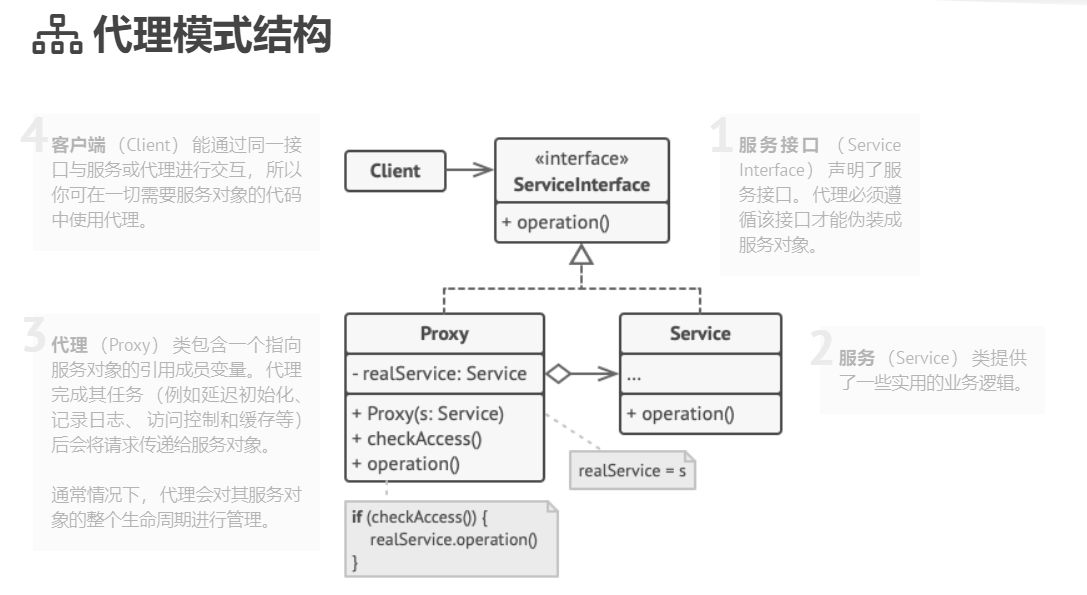 代理模式结构
4
客户端 （Client） 能通过同一接
口与服务或代理进行交互， 所以
你可在一切需要服务对象的代码
中使用代理。
Client
«interface»
ServiceInterface
+ operation()
1
服务接口 （Service
Interface） 声明了服
务接口。 代理必须遵
循该接口才能伪装成
服务对象。
3
代理 （Proxy） 类包含一个指向
服务对象的引用成员变量。 代理
完成其任务 （例如延迟初始化、
记录日志、 访问控制和缓存等）
后会将请求传递给服务对象。
通常情况下， 代理会对其服务对
象的整个生命周期进行管理。
Proxy
- realService: Service
+ Proxy(s: Service)
+ checkAccess()
+ operation()
Service
...
+ operation()
2
服务 （Service） 类提供
了一些实用的业务逻辑。
realService = s
if (checkAccess()) {
realService.operation()
}